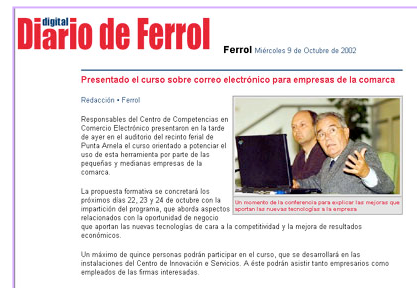 digital
Diario de Ferrol
Ferrol Miércoles 9 de Octubre de 2002
Presentado el curso sobre correo electrónico para empresas de la comarca
Redacción • Ferrol
Responsables del Centro de Competencias en
Comercio Electrónico presentaron en la tarde
de ayer en el auditorio del recinto ferial de
Punta Arnela el curso orientado a potenciar el
uso de esta herramienta por parte de las
pequeñas y medianas empresas de la
comarca.
Un momento de la conferencia para explicar las mejoras que
aportan las nuevas tecnologías a la empresa
La propuesta formativa se concretará los
próximos días 22, 23 y 24 de octubre con la
impartición del programa, que aborda aspectos
relacionados con la oportunidad de negocio
que aportan las nuevas tecnologías de cara a la competitividad y la mejora de resultados
económicos.
Un máximo de quince personas podrán participar en el curso, que se desarrollará en las
instalaciones del Centro de Innovación e Servicios. A éste podrán asistir tanto empresarios como
empleados de las firmas interesadas.